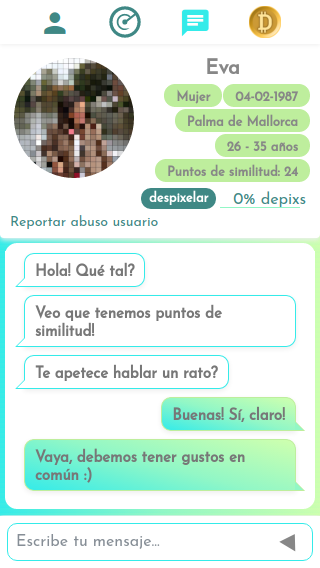 Eva
Mujer
04-02-1987
Palma de Mallorca
26 - 35 años
Puntos de similitud: 24
despixelar
0% depixs
Reportar abuso usuario
Hola! Qué tal?
Veo que tenemos puntos de
similitud!
Te apetece hablar un rato?
Buenas! Sí, claro!
Vaya, debemos tener gustos en
común :)
Escribe tu mensaje...